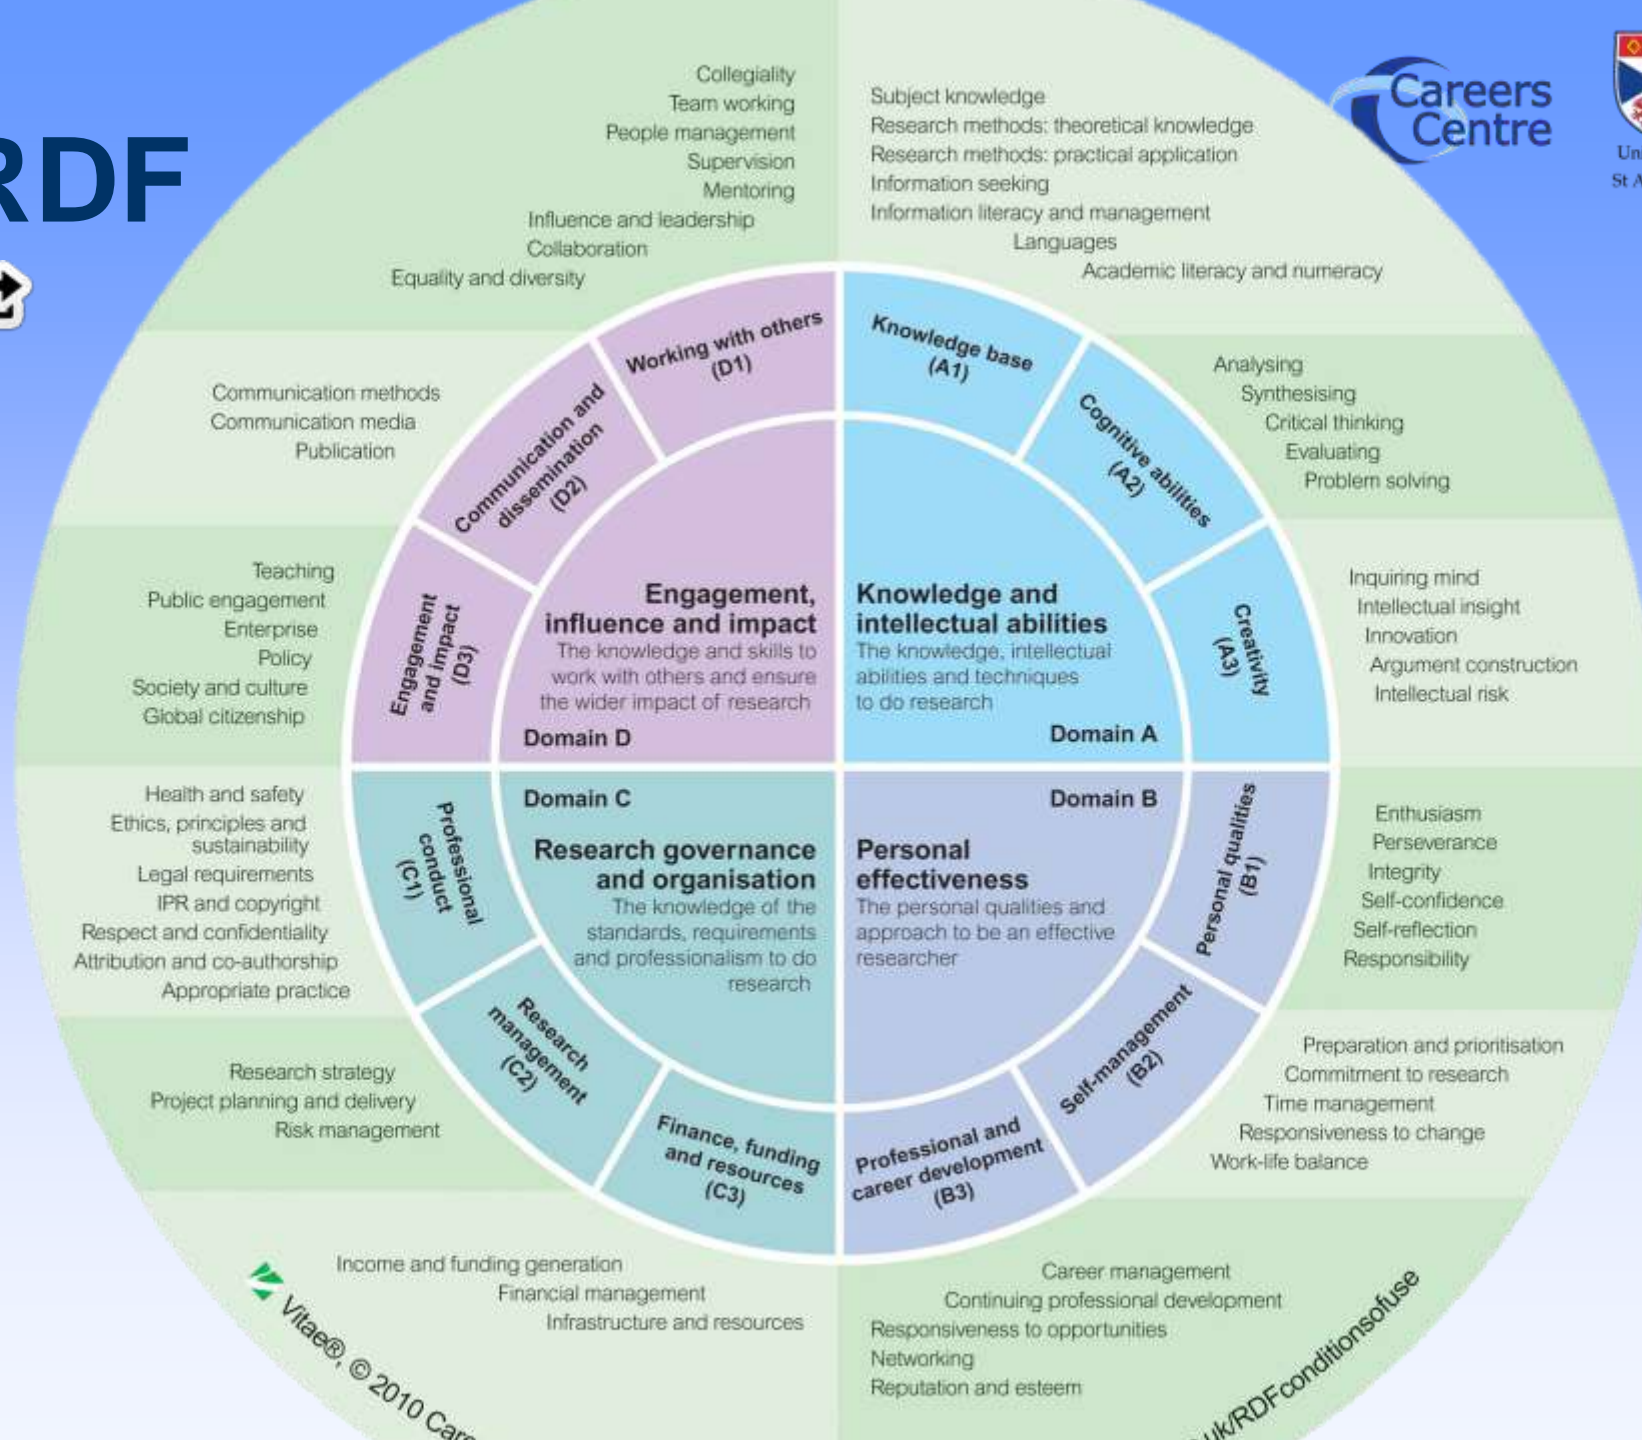 RDF
Careers
Centre
Collegiality
Team working
People management
Supervision
Mentoring
Influence and leadership
Collaboration
Equality and diversity
Subject knowledge
Research methods: theoretical knowledge
Research methods: practical application
Information seeking
Information literacy and management
Languages
Academic literacy and numeracy
Working with others
(D1)
Knowledge base
(A1)
Communication methods
Communication media
Publication
Communication and
dissemination
(D2)
Cognitive abilities
(A2)
Analysing
Synthesising
Critical thinking
Evaluating
Problem solving
Teaching
Public engagement
Enterprise
Policy
Society and culture
Global citizenship
Engagement
and impact
(D3)
Engagement,
influence and impact
The knowledge and skills to
work with others and ensure
the wider impact of research
Domain D
Knowledge and
intellectual abilities
The knowledge, intellectual
abilities and techniques
to do research
Domain A
Creativity
(A3)
Inquiring mind
Intellectual insight
Innovation
Argument construction
Intellectual risk
Health and safety
Ethics, principles and
sustainability
Legal requirements
IPR and copyright
Respect and confidentiality
Attribution and co-authorship
Appropriate practice
Professional
conduct
(C1)
Domain C
Research governance
and organisation
The knowledge of the
standards, requirements
and professionalism to do
research
Domain B
Personal
effectiveness
The personal qualities and
approach to be an effective
researcher
Personal qualities
(B1)
Enthusiasm
Perseverance
Integrity
Self-confidence
Self-reflection
Responsibility
Research strategy
Project planning and delivery
Risk management
Research
management
(C2)
Self-management
(B2)
Preparation and prioritisation
Commitment to research
Time management
Responsiveness to change
Work-life balance
Finance, funding
and resources
(C3)
Professional and
career development
(B3)
Income and funding generation
Financial management
Infrastructure and resources
Career management
Continuing professional development
Responsiveness to opportunities
Networking
Reputation and esteem
Vitae®, © 2010
uk/RDFconditionsofuse